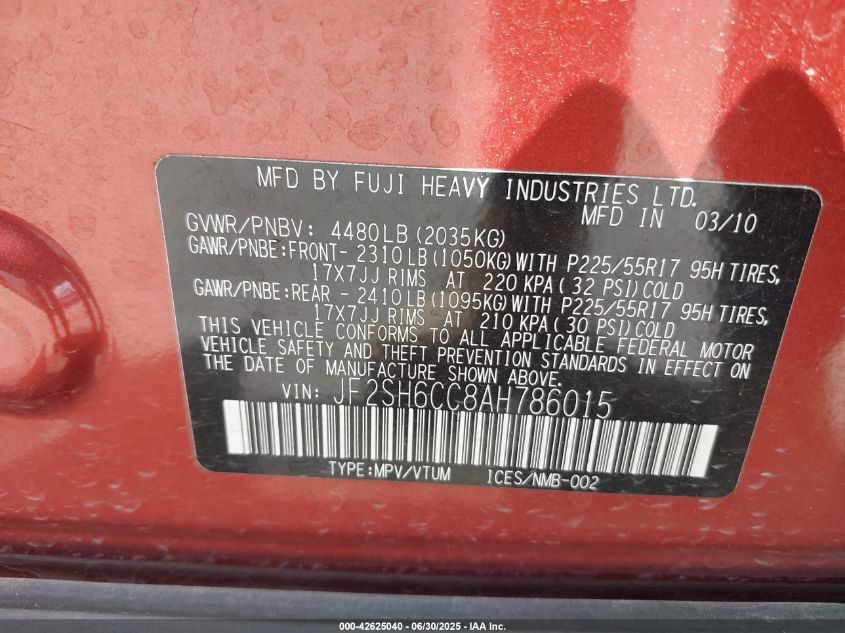 MFD BY FUJI HEAVY INDUSTRIES LTD.
MFD IN 03/10
GVWR/PNBV: 4480LB(2035KG)
GAWR/PNBE:FRONT- 2310LB(1050KG)WITH P225/55R17 95H TIRES,
17X7JJ RIMS AT 220 KPA( 32 PSI)COLD
GAWR/PNBE:REAR - 2410LB(1095KG)WITH P225/55R17 95H TIRES,
17X7JJ RIMS AT 210 KPA(30 PSI)COLD
THIS VEHICLE CONFORMS TO ALL APPLICABLE FEDERAL MOTOR
VEHICLE SAFETY AND THEFT PREVENTION STANDARDS IN EFFECT ON
THE DATE OF MANUFACTURE SHOWN ABOVE.
VIN: JF2SH6CC8AH786015
TYPE:MPV/VTUM ICES/NMB-002
000-42625040 - 06/30/2025 - IAA Inc.